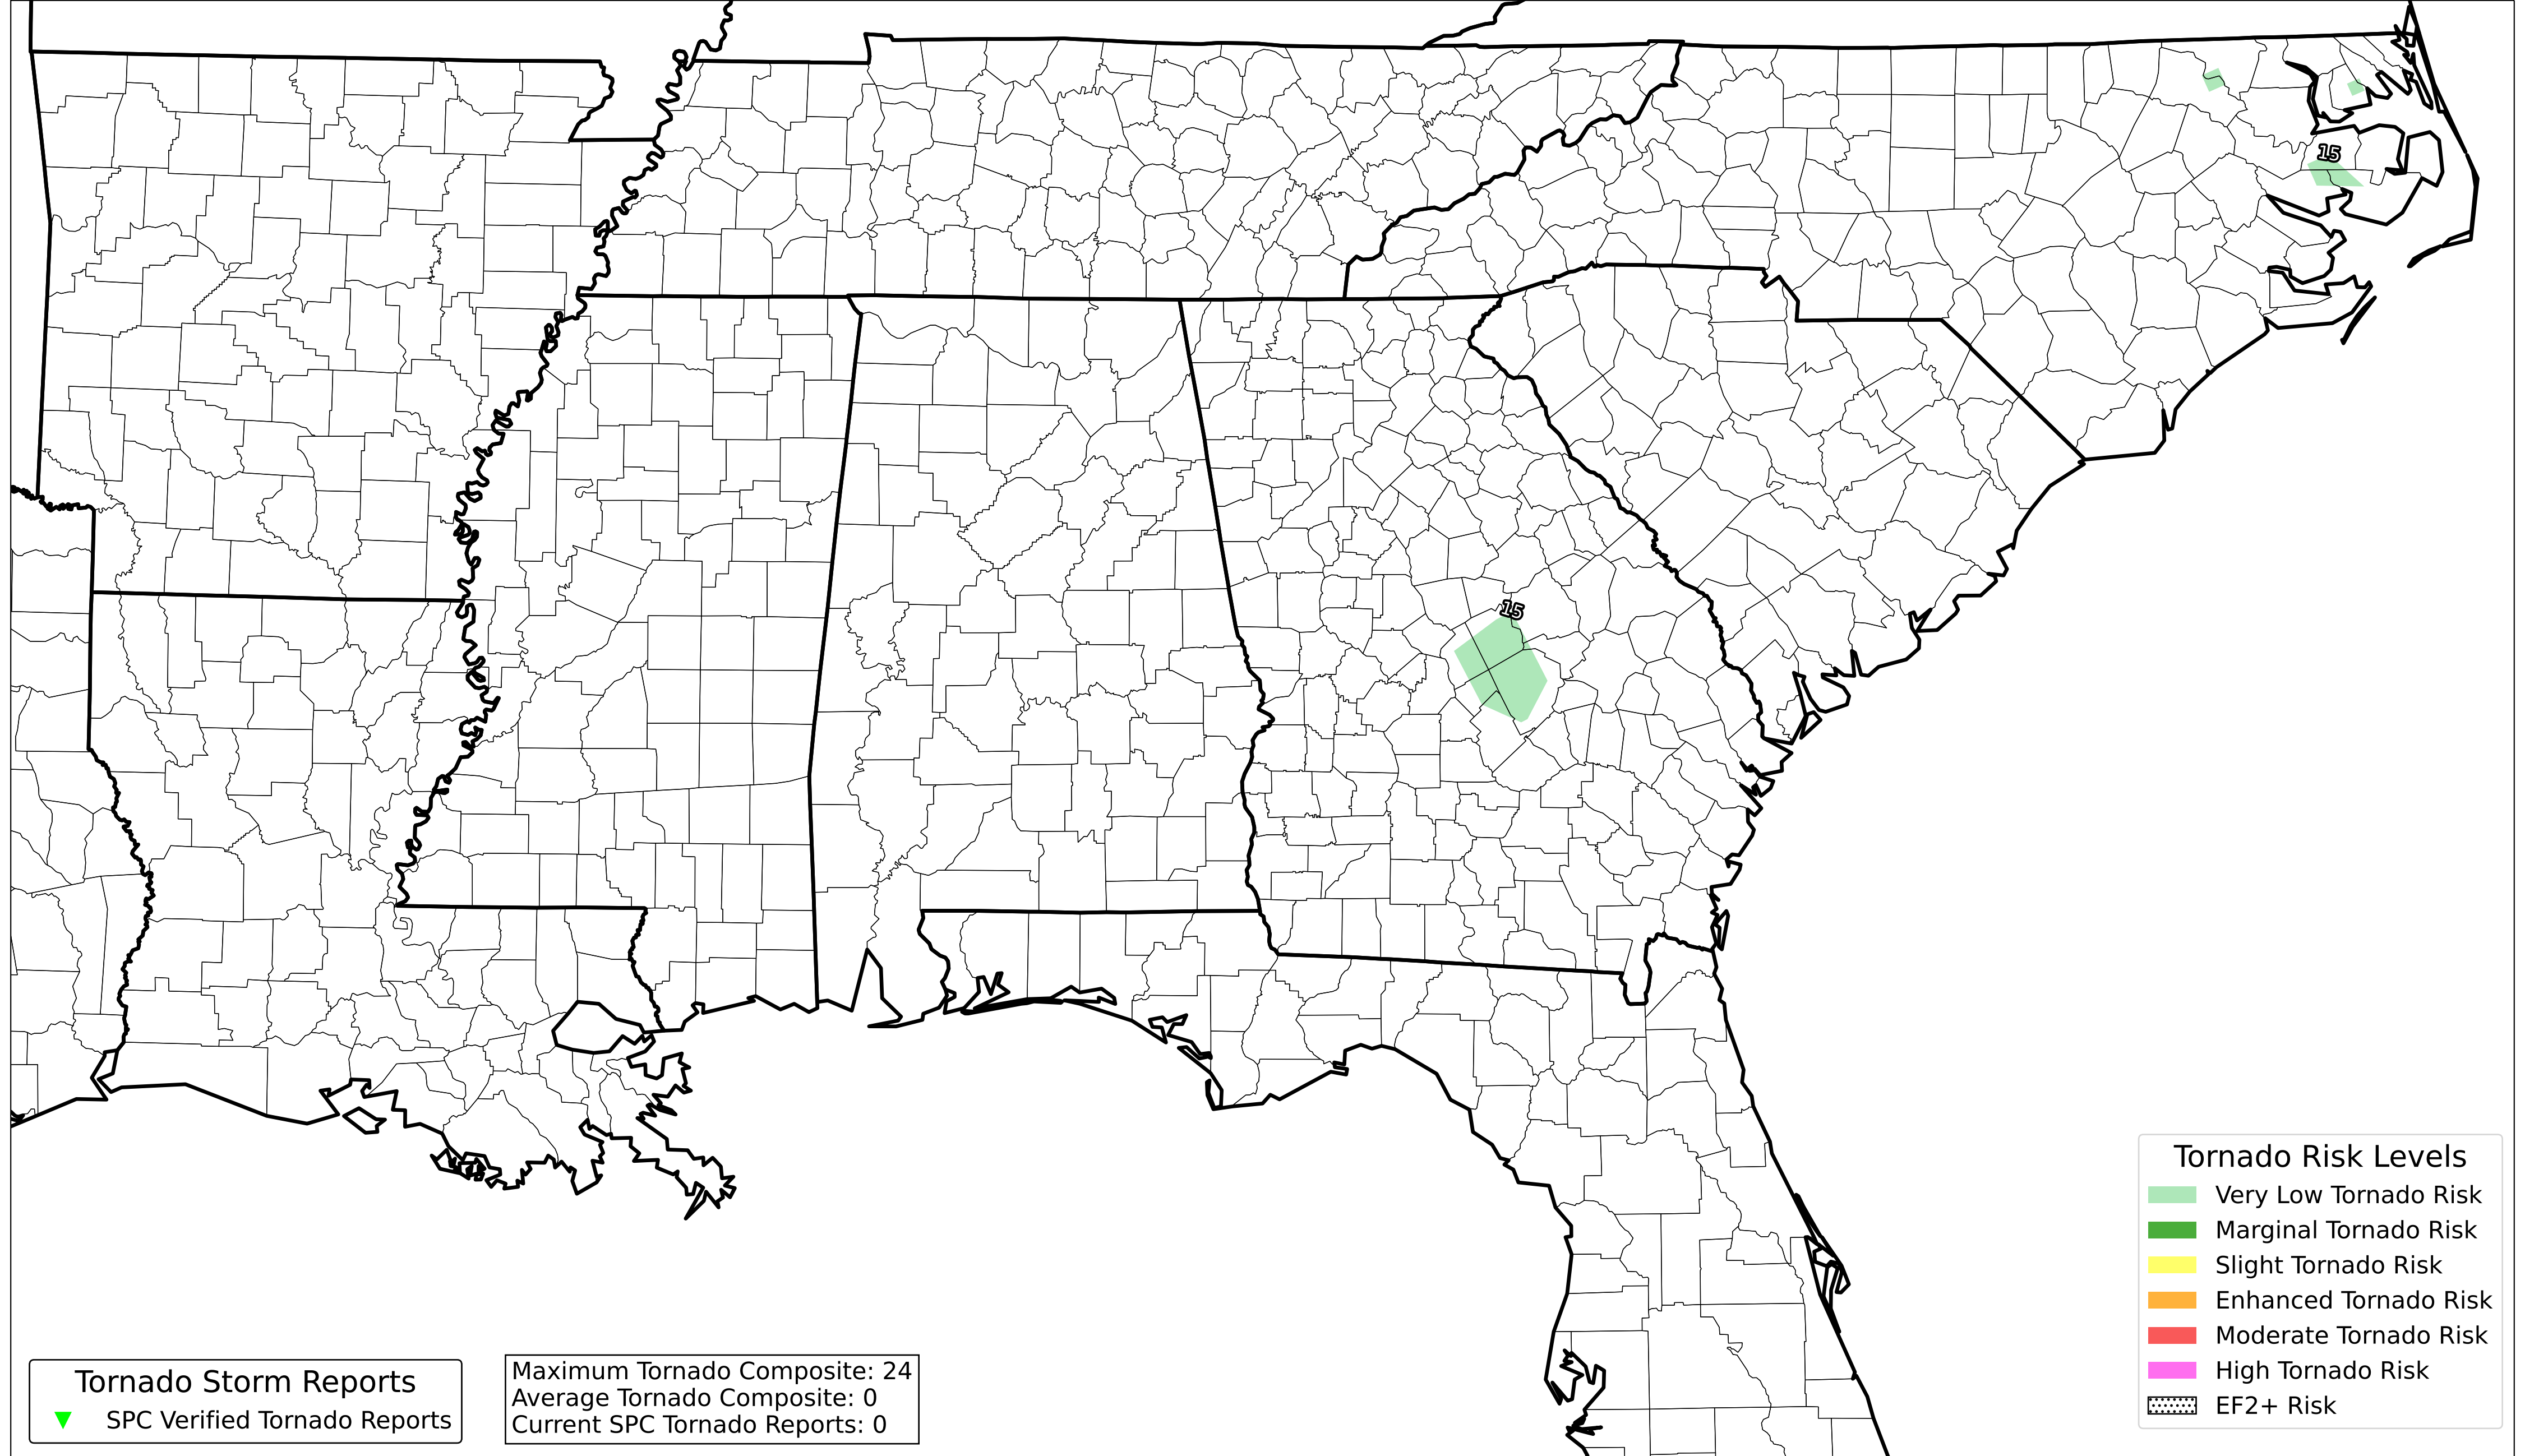 15
15
Tornado Risk Levels
Very Low Tornado Risk
Marginal Tornado Risk
Slight Tornado Risk
Enhanced Tornado Risk
Moderate Tornado Risk
High Tornado Risk
EF2+ Risk
Tornado Storm Reports
SPC Verified Tornado Reports
Maximum Tornado Composite: 24
Average Tornado Composite: 0
Current SPC Tornado Reports: 0